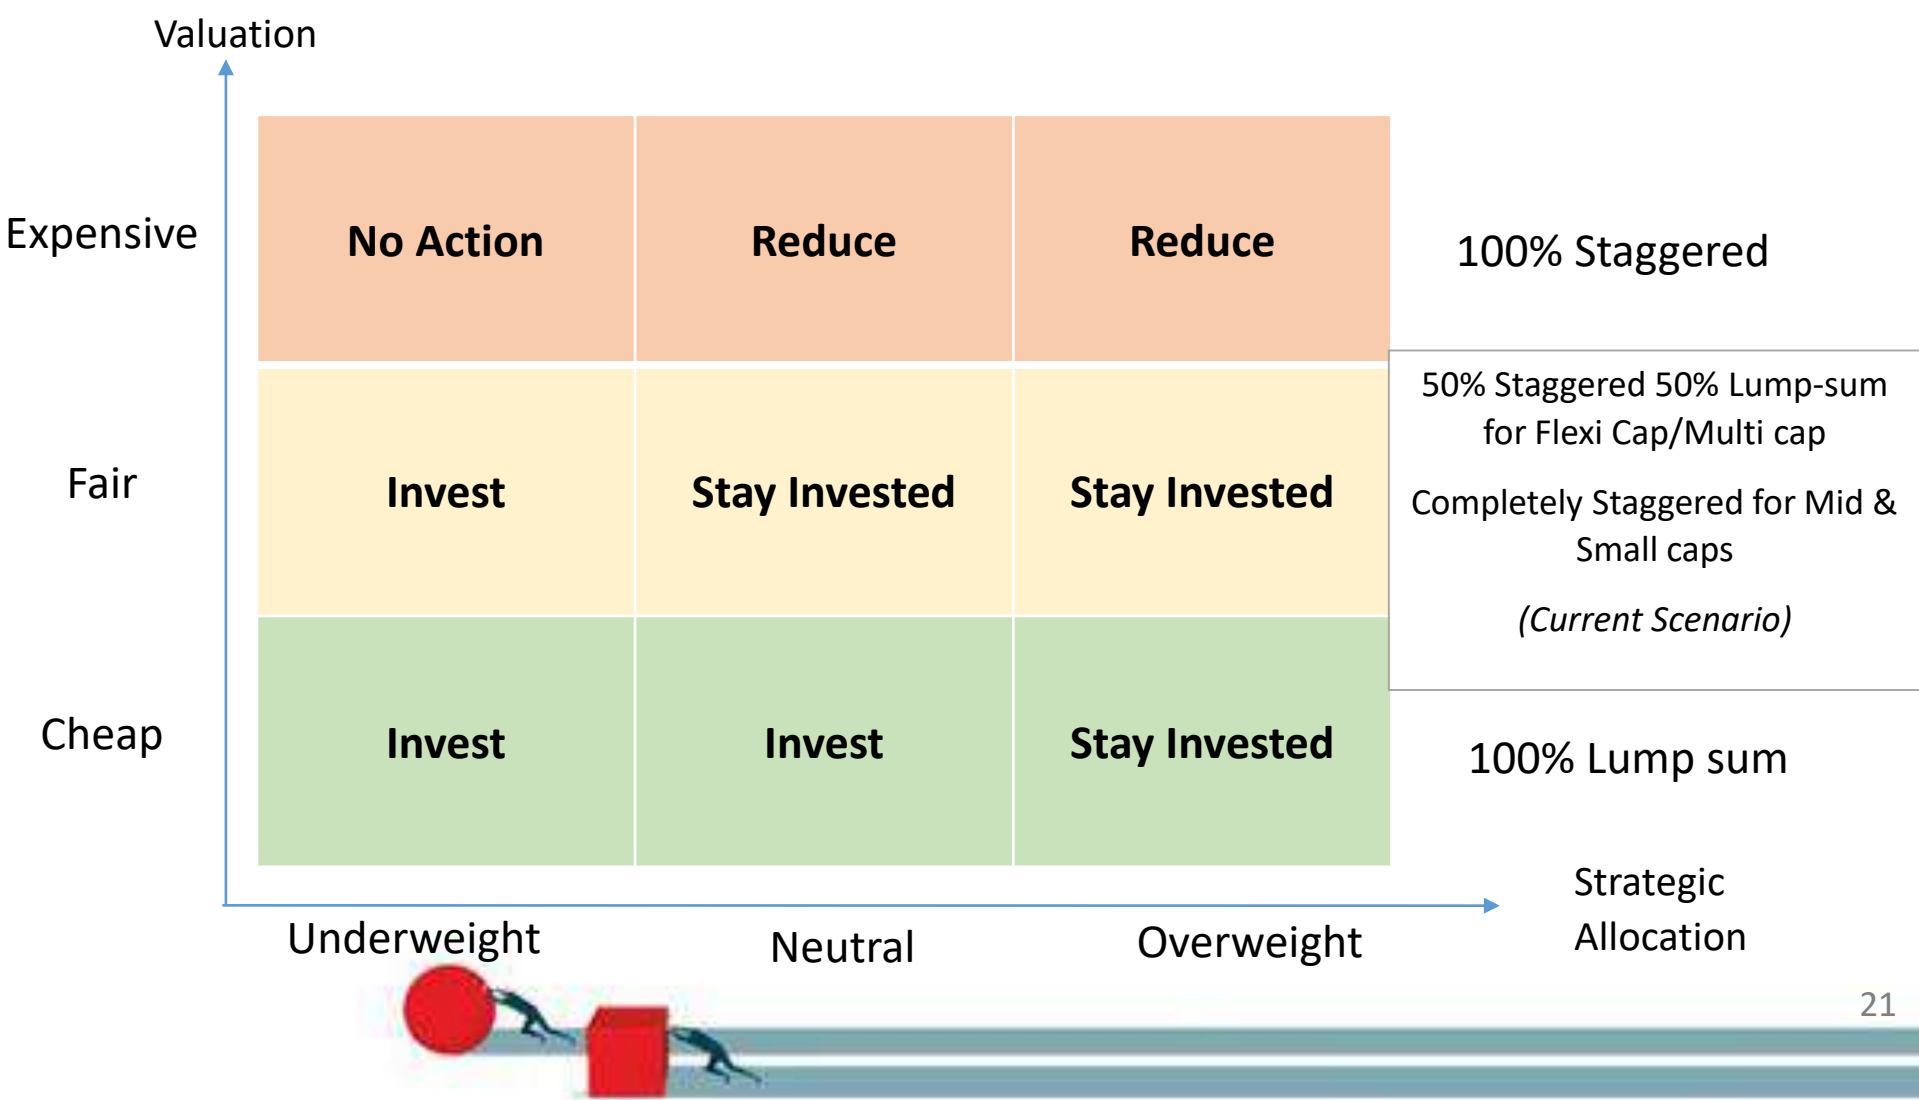 Valuation
Expensive
No Action
Reduce
Reduce
100% Staggered
Fair
Invest
Stay Invested
Stay Invested
50% Staggered 50% Lump-sum
for Flexi Cap/Multi cap
Completely Staggered for Mid &
Small caps
(Current Scenario)
Cheap
Invest
Invest
Stay Invested
100% Lump sum
Underweight
Neutral
Overweight
Strategic
Allocation
21